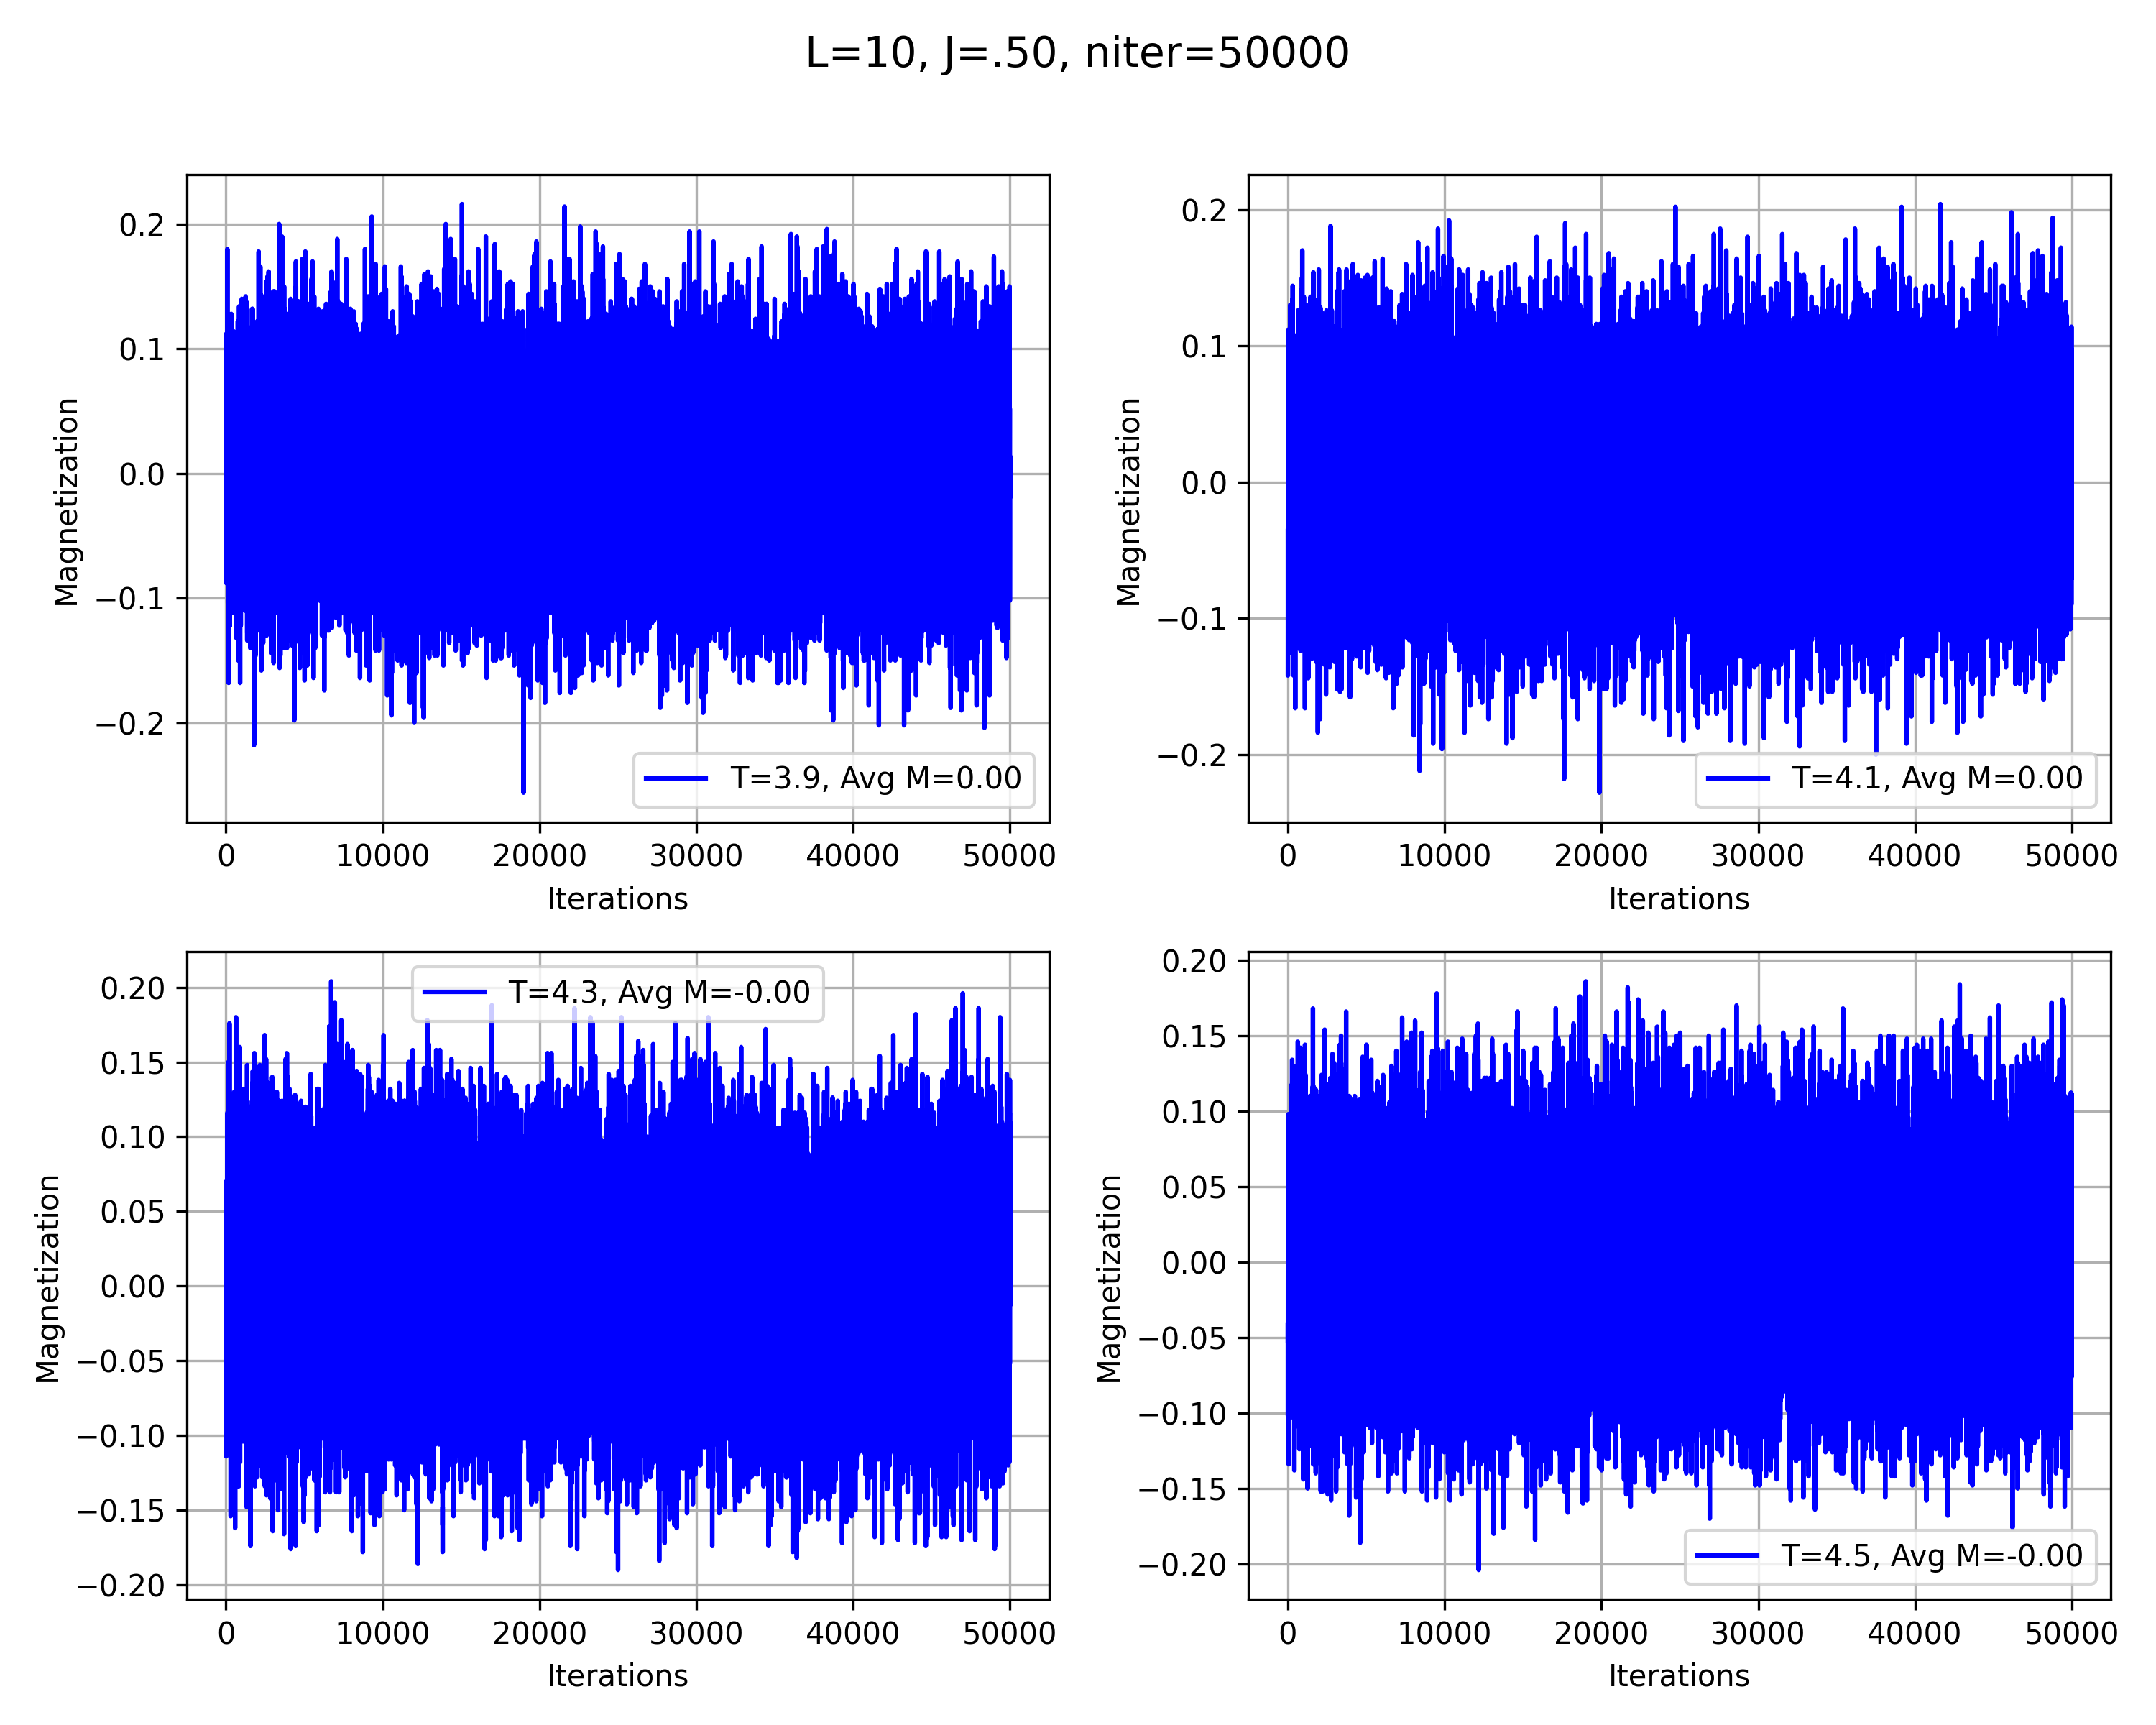 L=10, J=.50, niter=50000
0.2
0.1
0.0
−0.1
−0.2
Magnetization
T=3.9, Avg M=0.00
0 10000 20000 30000 40000 50000
Iterations
0.2
0.1
0.0
−0.1
−0.2
Magnetization
T=4.1, Avg M=0.00
0 10000 20000 30000 40000 50000
Iterations
T=4.3, Avg M=-0.00
0.20
0.15
0.10
0.05
0.00
−0.05
−0.10
−0.15
−0.20
Magnetization
0 10000 20000 30000 40000 50000
Iterations
0.20
0.15
0.10
0.05
0.00
−0.05
−0.10
−0.15
−0.20
Magnetization
T=4.5, Avg M=-0.00
0 10000 20000 30000 40000 50000
Iterations